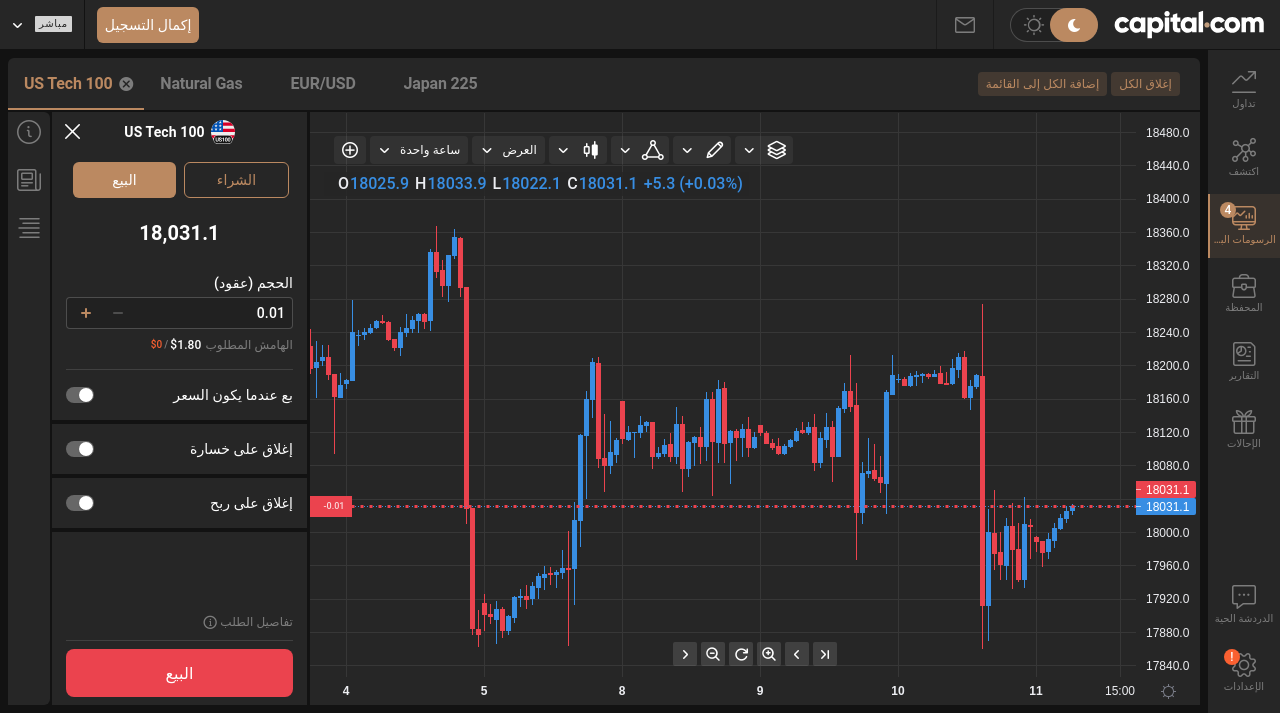 capital.com
إكمال التسجيل
مباشر
إغلاق الكل
إضافة الكل إلى القائمة
US Tech 100
Natural Gas
EUR/USD
Japan 225
تداول
اكتشف
4
الرسومات البـ...
المحفظة
التقارير
الإحالات
الدردشة الحية
!
الإعدادات
US Tech 100
US100
البيع
الشراء
18,031.1
الحجم (عقود)
0.01
الهامش المطلوب $1.80 / $0
بع عندما يكون السعر
إغلاق على خسارة
إغلاق على ربح
تفاصيل الطلب
البيع
ساعة واحدة
العرض
O18025.9 H18033.9 L18022.1 C18031.1 +5.3 (+0.03%)
-0.01
18480.0
18440.0
18400.0
18360.0
18320.0
18280.0
18240.0
18200.0
18160.0
18120.0
18080.0
18031.1
18031.1
18000.0
17960.0
17920.0
17880.0
17840.0
4 5 8 9 10 11 15:00